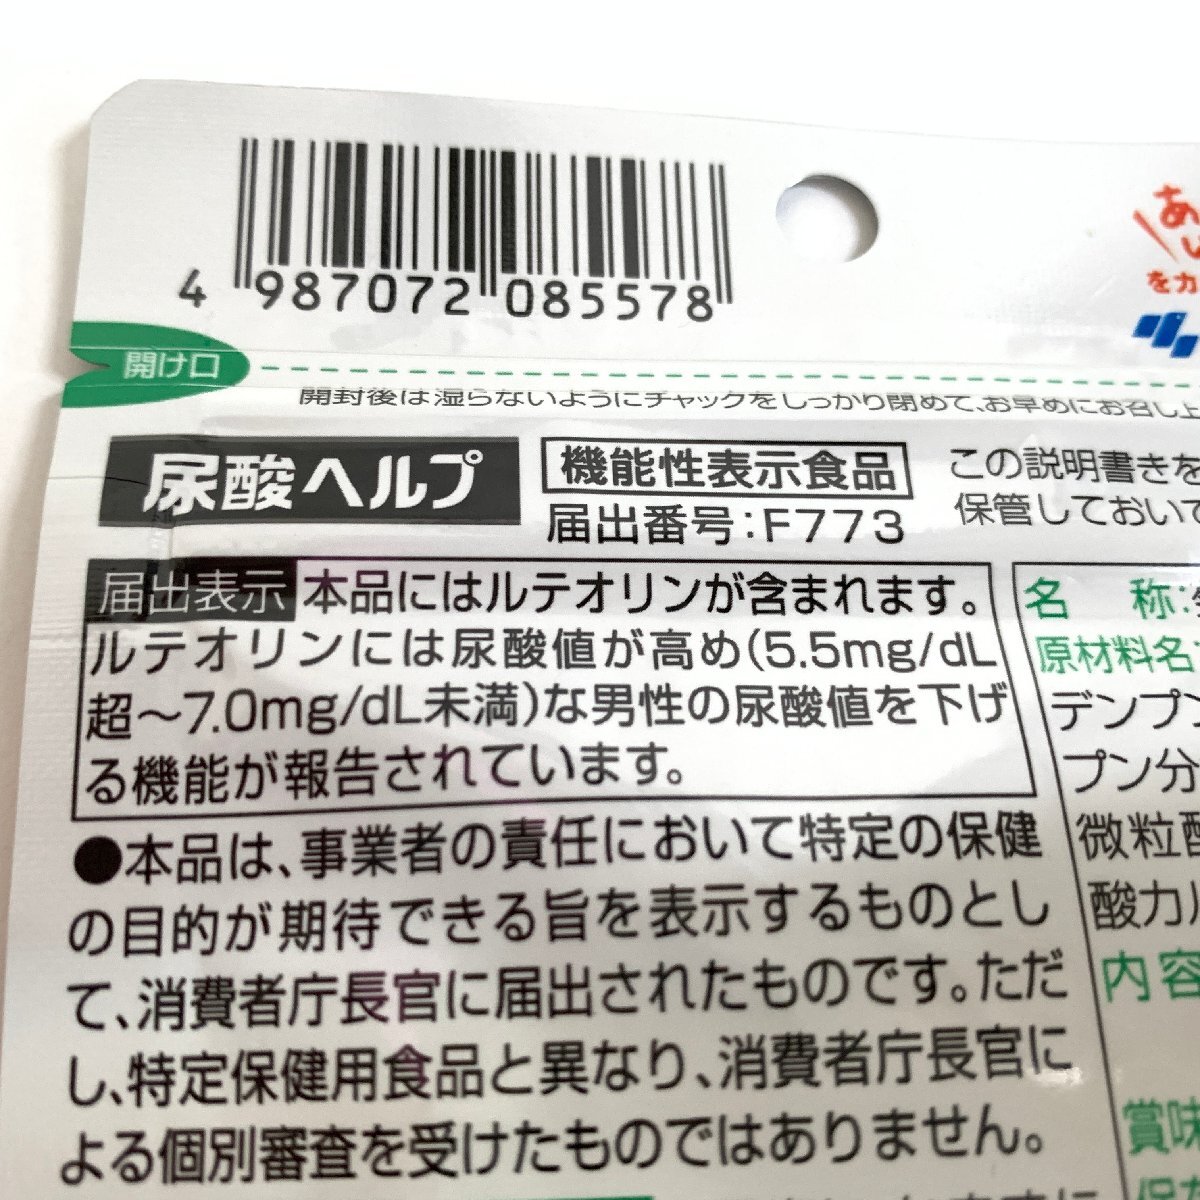 4 987072 085578
開け口
開封後は湿らないようにチャックをしっかり閉めて、お早めにお召し上
尿酸ヘルプ
機能性表示食品
届出番号:F773
この説明書きを
保管しておいて
届出表示 本品にはルテオリンが含まれます。
ルテオリンには尿酸値が高め(5.5mg/dL
超~7.0mg/dL未満)な男性の尿酸値を下げ
る機能が報告されています。
●本品は、事業者の責任において特定の保健
の目的が期待できる旨を表示するものとし
て、消費者庁長官に届出されたものです。ただ
し、特定保健用食品と異なり、消費者庁長官に
よる個別審査を受けたものではありません。
名 称:
原材料名:
デンプン
プン分
微粒酸
酸カル
内容
賞味
あ
い
をカ